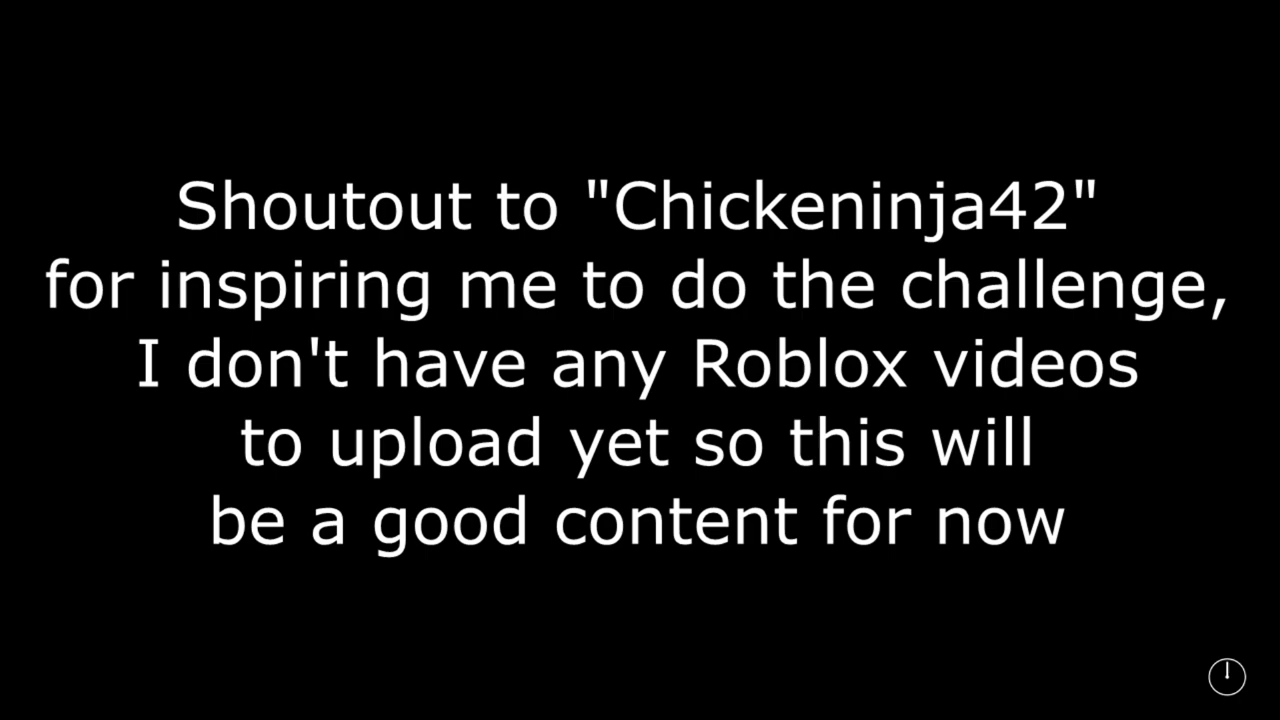 Shoutout to "Chickeninja42"
for inspiring me to do the challenge,
I don't have any Roblox videos
to upload yet so this will
be a good content for now